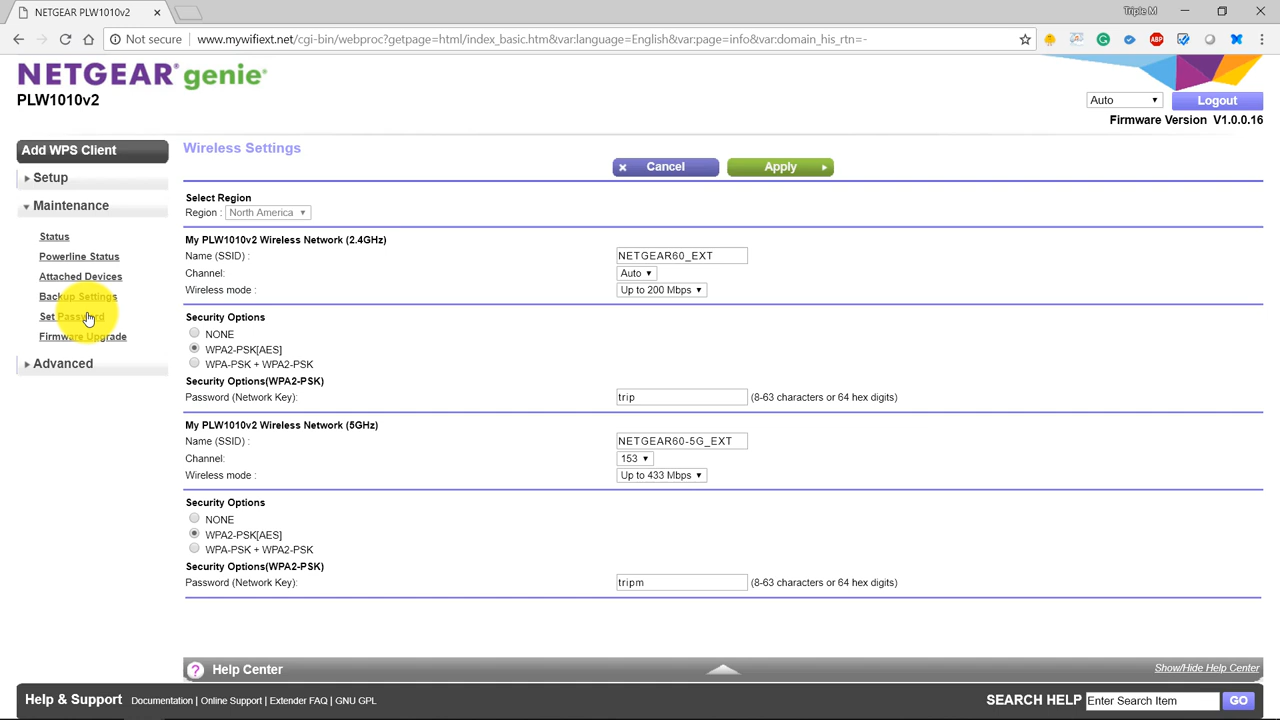 NETGEAR PLW1010v2
Triple M
Not secure www.mywifiext.net/cgi-bin/webproc?getpage=html/index_basic.htm&var:language=English&var:page=info&var:domain_his_rtn=-
ABP
NETGEAR® genie®
PLW1010v2
Auto
Logout
Firmware Version V1.0.0.16
Add WPS Client
Setup
Maintenance
Status
Powerline Status
Attached Devices
Backup Settings
Set Password
Firmware Upgrade
Advanced
Wireless Settings
Cancel
Apply
Select Region
Region : North America
My PLW1010v2 Wireless Network (2.4GHz)
Name (SSID) : NETGEAR60_EXT
Channel: Auto
Wireless mode : Up to 200 Mbps
Security Options
NONE
WPA2-PSK[AES]
WPA-PSK + WPA2-PSK
Security Options(WPA2-PSK)
Password (Network Key): trip (8-63 characters or 64 hex digits)
My PLW1010v2 Wireless Network (5GHz)
Name (SSID) : NETGEAR60-5G_EXT
Channel: 153
Wireless mode : Up to 433 Mbps
Security Options
NONE
WPA2-PSK[AES]
WPA-PSK + WPA2-PSK
Security Options(WPA2-PSK)
Password (Network Key): tripm (8-63 characters or 64 hex digits)
? Help Center
Show/Hide Help Center
Help & Support Documentation | Online Support | Extender FAQ | GNU GPL
SEARCH HELP Enter Search Item GO